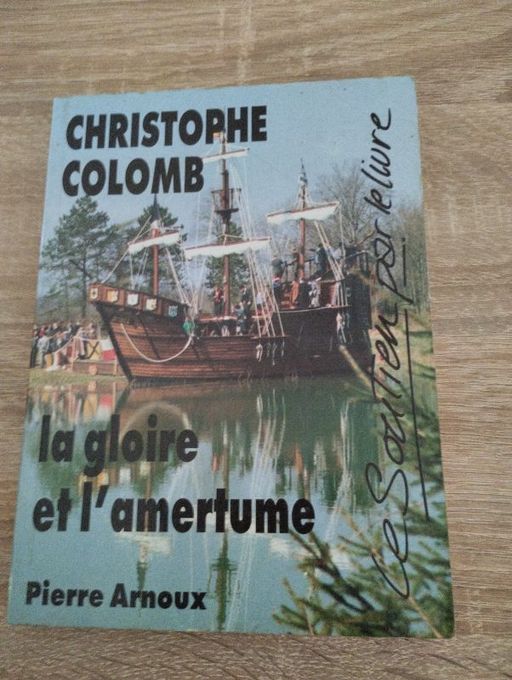 CHRISTOPHE
COLOMB
la gloire
et l'amertume
Pierre Arnoux
Le Soutien par le livre